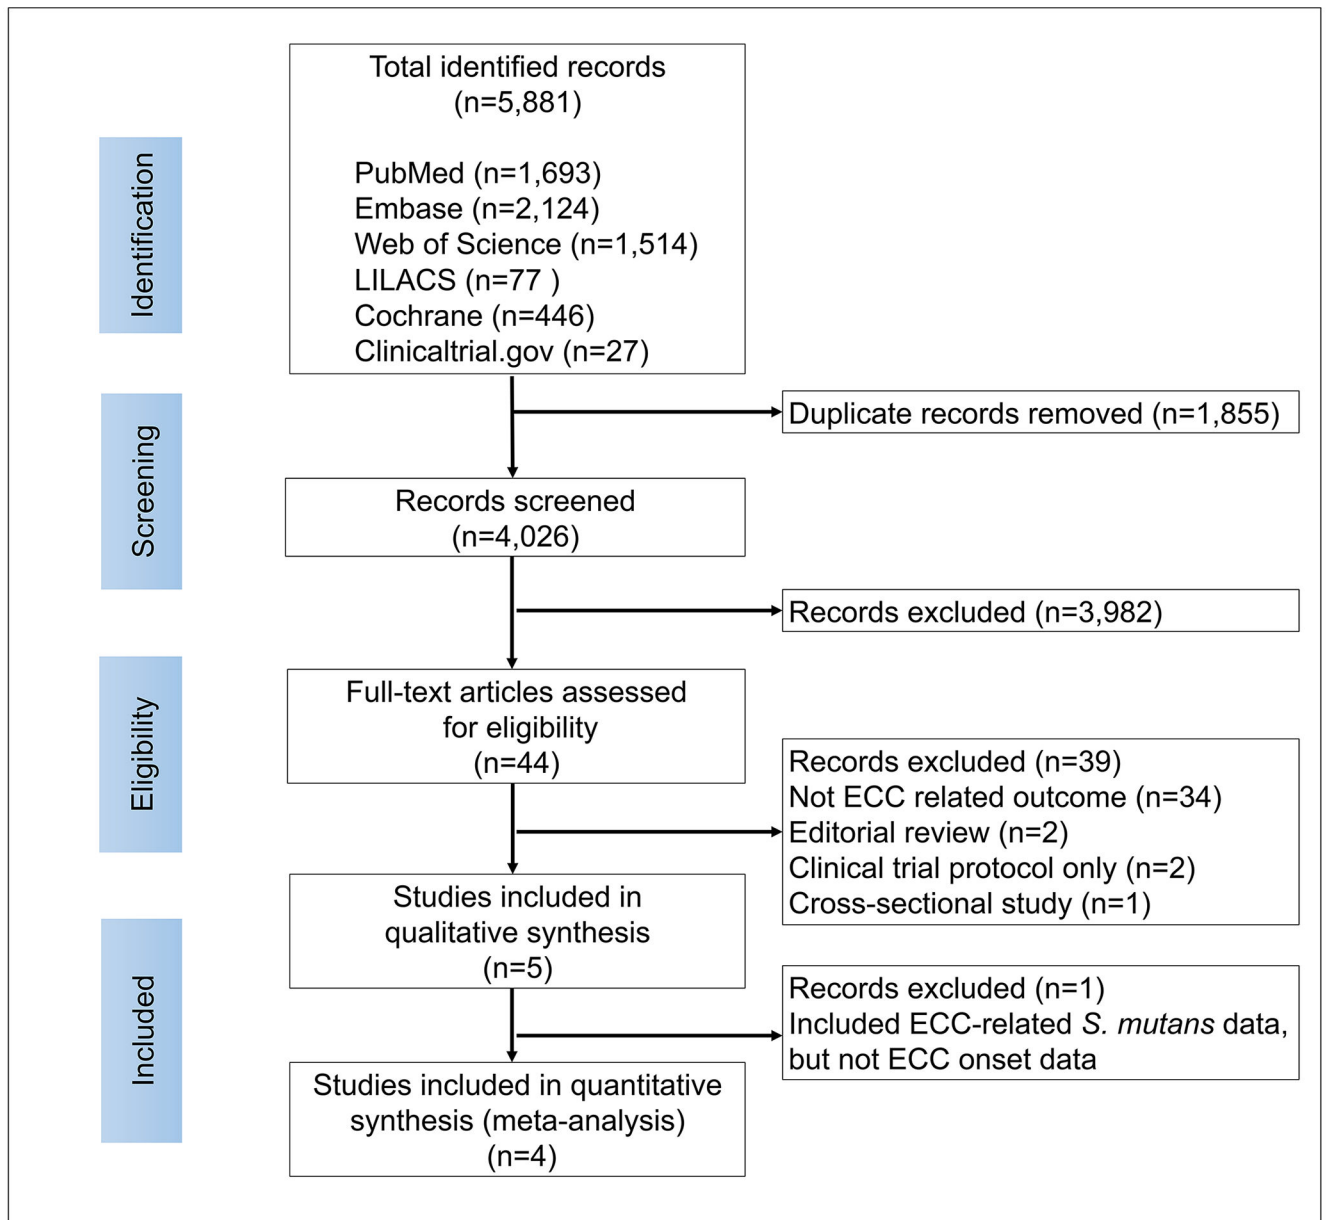 Identification
Total identified records
(n=5,881)
PubMed (n=1,693)
Embase (n=2,124)
Web of Science (n=1,514)
LILACS (n=77 )
Cochrane (n=446)
Clinicaltrial.gov (n=27)
Duplicate records removed (n=1,855)
Screening
Records screened
(n=4,026)
Records excluded (n=3,982)
Eligibility
Full-text articles assessed
for eligibility
(n=44)
Records excluded (n=39)
Not ECC related outcome (n=34)
Editorial review (n=2)
Clinical trial protocol only (n=2)
Cross-sectional study (n=1)
Included
Studies included in
qualitative synthesis
(n=5)
Records excluded (n=1)
Included ECC-related S. mutans data,
but not ECC onset data
Studies included in quantitative
synthesis (meta-analysis)
(n=4)